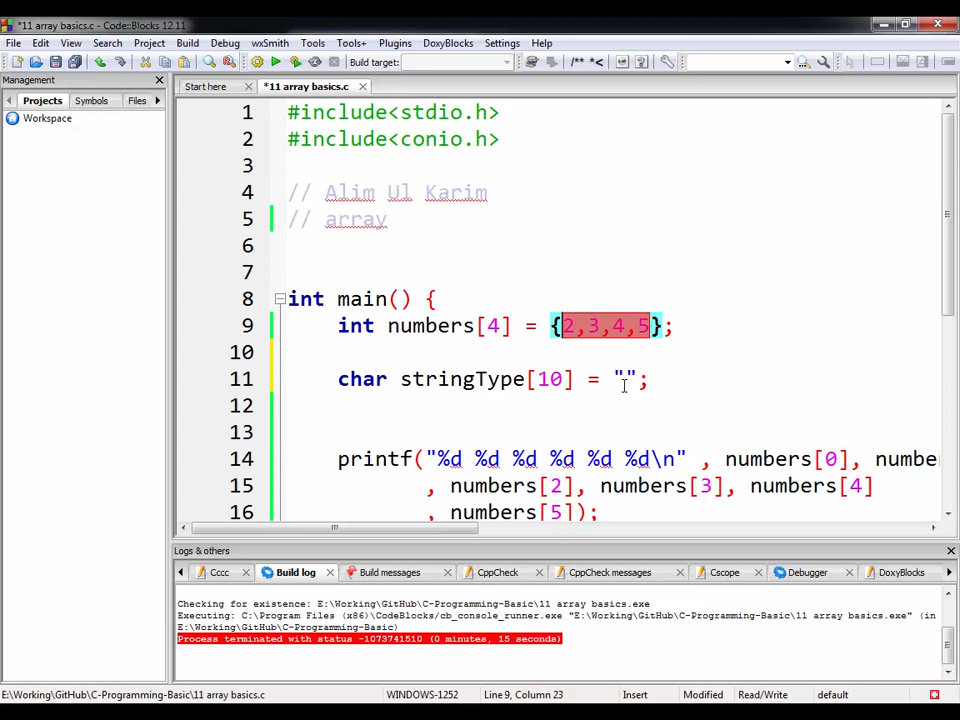 *11 array basics.c - Code::Blocks 12.11
File Edit View Search Project Build Debug wxSmith Tools Tools+ Plugins DoxyBlocks Settings Help
Build target:
/** *<
Management
Projects Symbols Files
Workspace
Start here *11 array basics.c
1 #include<stdio.h>
2 #include<conio.h>
3
4 // Alim Ul Karim
5 // array
6
7
8 int main() {
9 int numbers[4] = {2,3,4,5};
10
11 char stringType[10] = "";
12
13
14 printf("%d %d %d %d %d %d\n" , numbers[0], numbe
15 , numbers[2], numbers[3], numbers[4]
16 , numbers[5]);
Logs & others
Cccc Build log Build messages CppCheck CppCheck messages Cscope Debugger DoxyBlocks
Checking for existence: E:\Working\GitHub\C-Programming-Basic\11 array basics.exe
Executing: C:\Program Files (x86)\CodeBlocks/cb_console_runner.exe "E:\Working\GitHub\C-Programming-Basic\11 array basics.exe" (in
E:\Working\GitHub\C-Programming-Basic)
Process terminated with status -1073741510 (0 minutes, 15 seconds)
E:\Working\GitHub\C-Programming-Basic\11 array basics.c WINDOWS-1252 Line 9, Column 23 Insert Modified Read/Write default